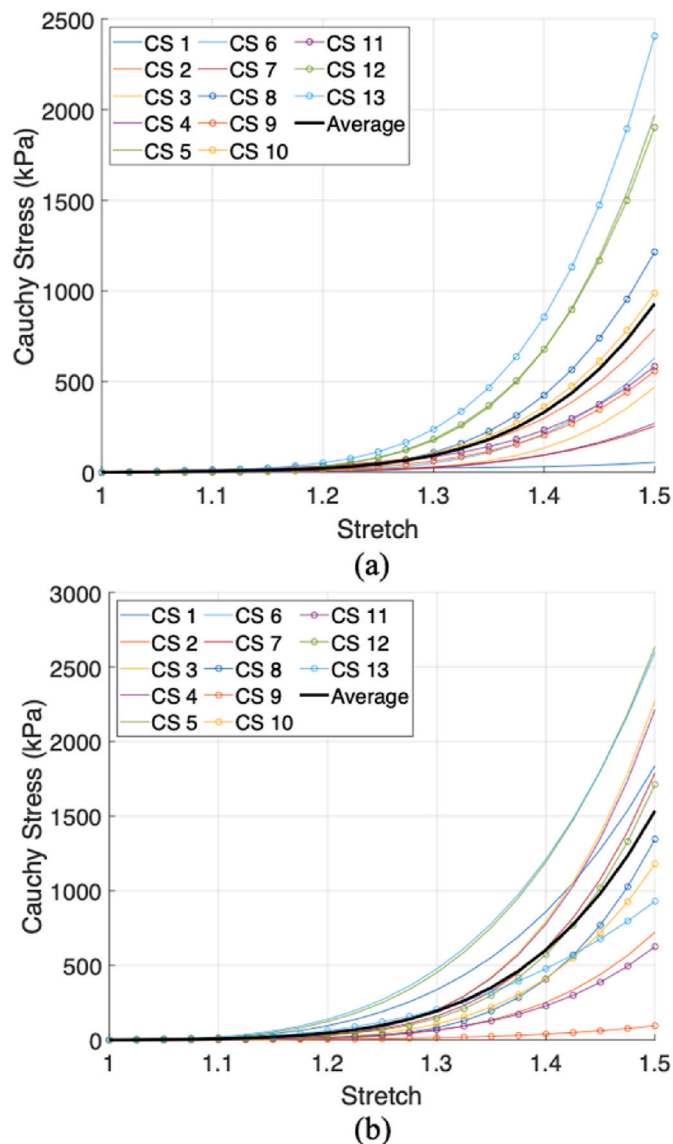 2500
2000
1500
1000
500
0
Cauchy Stress (kPa)
CS 1 CS 6 CS 11
CS 2 CS 7 CS 12
CS 3 CS 8 CS 13
CS 4 CS 9 Average
CS 5 CS 10
1 1.1 1.2 1.3 1.4 1.5
Stretch
(a)
3000
2500
2000
1500
1000
500
0
Cauchy Stress (kPa)
CS 1 CS 6 CS 11
CS 2 CS 7 CS 12
CS 3 CS 8 CS 13
CS 4 CS 9 Average
CS 5 CS 10
1 1.1 1.2 1.3 1.4 1.5
Stretch
(b)